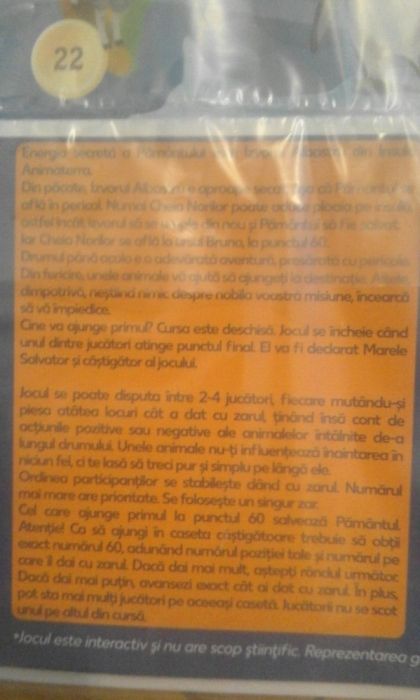 22
Energia secretă a Pământului Izvorul Albastru din Insula
Animaterra.
Din păcate, Izvorul Albastru e aproape secat, așa că Pământul se
află în pericol. Numai Cheia Norilor poate aduce ploaia pe insulă,
astfel încât izvorul să se din nou și Pământul să fie salvat.
Iar Cheia Norilor se află la ursul Bruno, la punctul 60.
Drumul până acolo e o adevărată aventură, presărată cu pericole.
Din fericire, unele animale vă ajută să ajungeți la destinație. Altele,
dimpotrivă, neștiind nimic despre nobila voastră misiune, încearcă
să vă împiedice.
Cine va ajunge primul? Cursa este deschisă. Jocul se încheie când
unul dintre jucători atinge punctul final. El va fi declarat Marele
Salvator și câștigător al jocului.
Jocul se poate disputa între 2-4 jucători, fiecare mutându-și
piesa atâtea locuri cât a dat cu zarul, ținând însă cont de
acțiunile pozitive sau negative ale animalelor întâlnite de-a
lungul drumului. Unele animale nu-ți influențează înaintarea în
niciun fel, ci te lasă să treci pur și simplu pe lângă ele.
Ordinea participanților se stabilește dând cu zarul. Numărul
mai mare are prioritate. Se folosește un singur zar.
Cel care ajunge primul la punctul 60 salvează Pământul.
Atenție! Ca să ajungi în caseta câștigătoare trebuie să obții
exact numărul 60, adunând numărul poziției tale și numărul pe
care îl dai cu zarul. Dacă dai mai mult, aștepți rândul următor.
Dacă dai mai puțin, avansezi exact cât ai dat cu zarul. În plus,
pot sta mai mulți jucători pe aceeași casetă. Jucătorii nu se scot
unul pe altul din cursă.
*Jocul este interactiv și nu are scop științific. Reprezentarea g